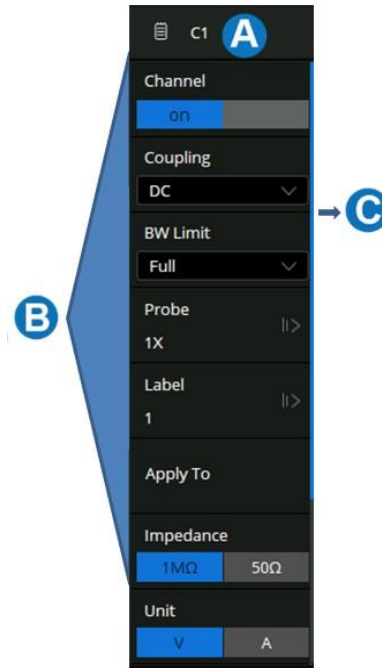 C1 A
Channel
on
Coupling
DC
C
BW Limit
Full
B
Probe
1X
Label
1
Apply To
Impedance
1MΩ 50Ω
Unit
V A